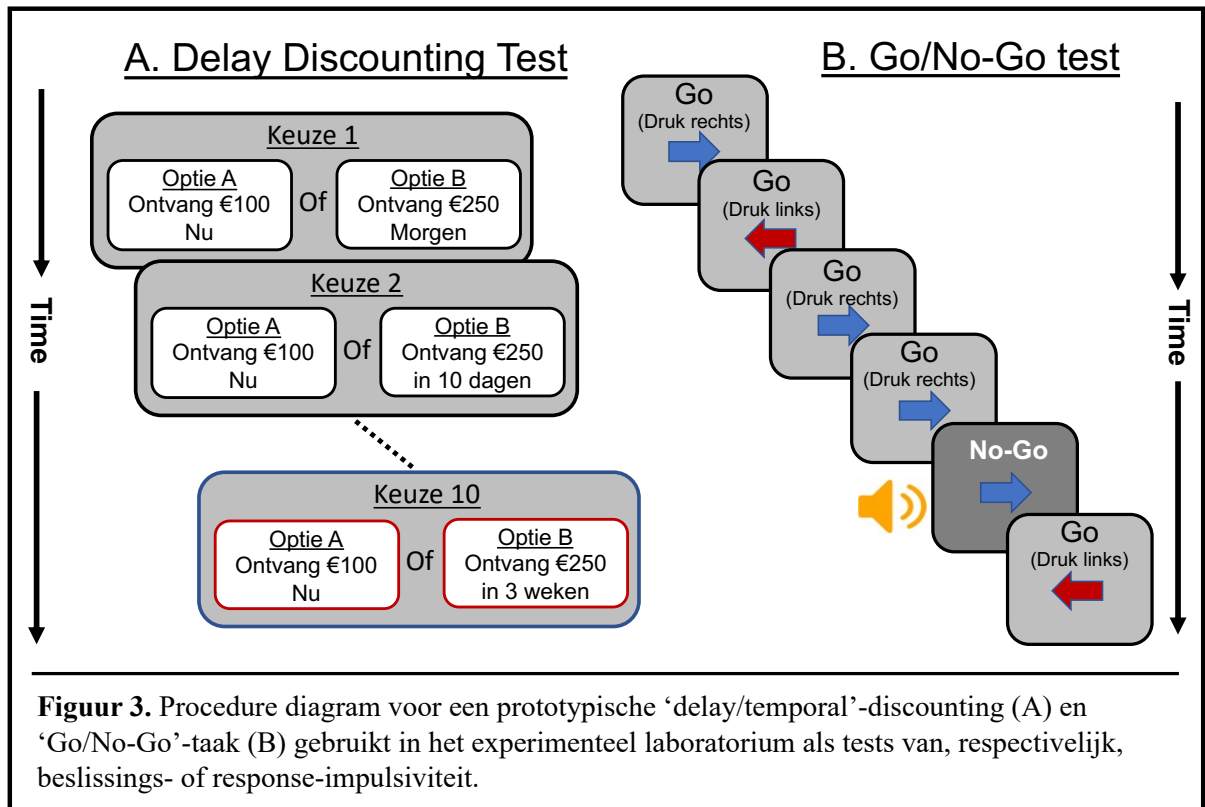 A. Delay Discounting Test
Time
Keuze 1
Optie A
Ontvang €100
Nu
Of
Optie B
Ontvang €250
Morgen
Keuze 2
Optie A
Ontvang €100
Nu
Of
Optie B
Ontvang €250
in 10 dagen
Keuze 10
Optie A
Ontvang €100
Nu
Of
Optie B
Ontvang €250
in 3 weken
B. Go/No-Go test
Go
(Druk rechts)
Go
(Druk links)
Go
(Druk rechts)
Go
(Druk rechts)
No-Go
Go
(Druk links)
Time
Figuur 3. Procedure diagram voor een prototypische ‘delay/temporal’-discounting (A) en
‘Go/No-Go’-taak (B) gebruikt in het experimenteel laboratorium als tests van, respectivelijk,
beslissings- of response-impulsiviteit.